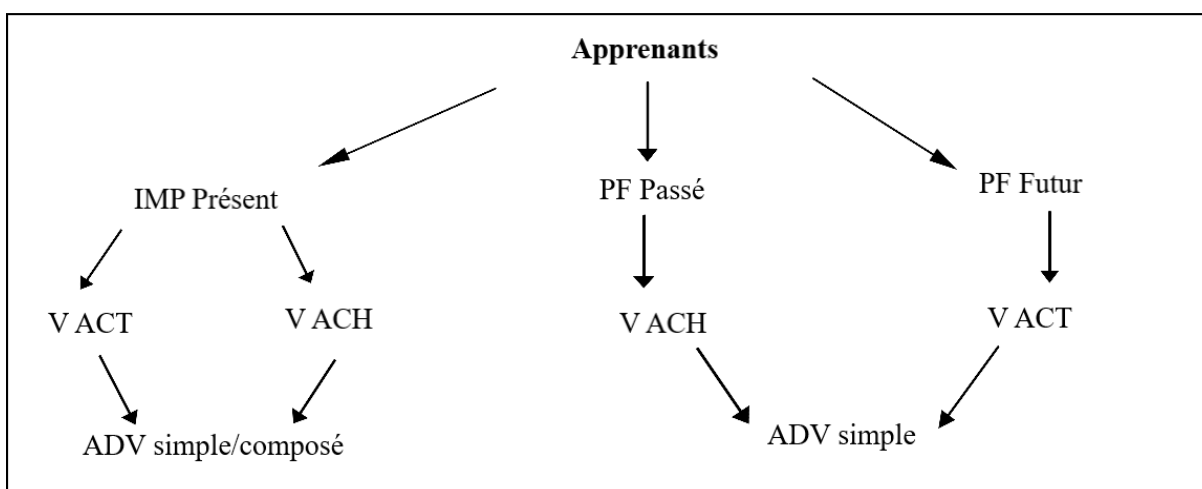 Apprenants
IMP Présent
PF Passé
PF Futur
V ACT
V ACH
V ACH
V ACT
ADV simple/composé
ADV simple